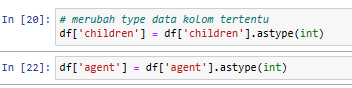 In [20]: # merubah type data kolom tertentu
df['children'] = df['children'].astype(int)
In [22]: df['agent'] = df['agent'].astype(int)